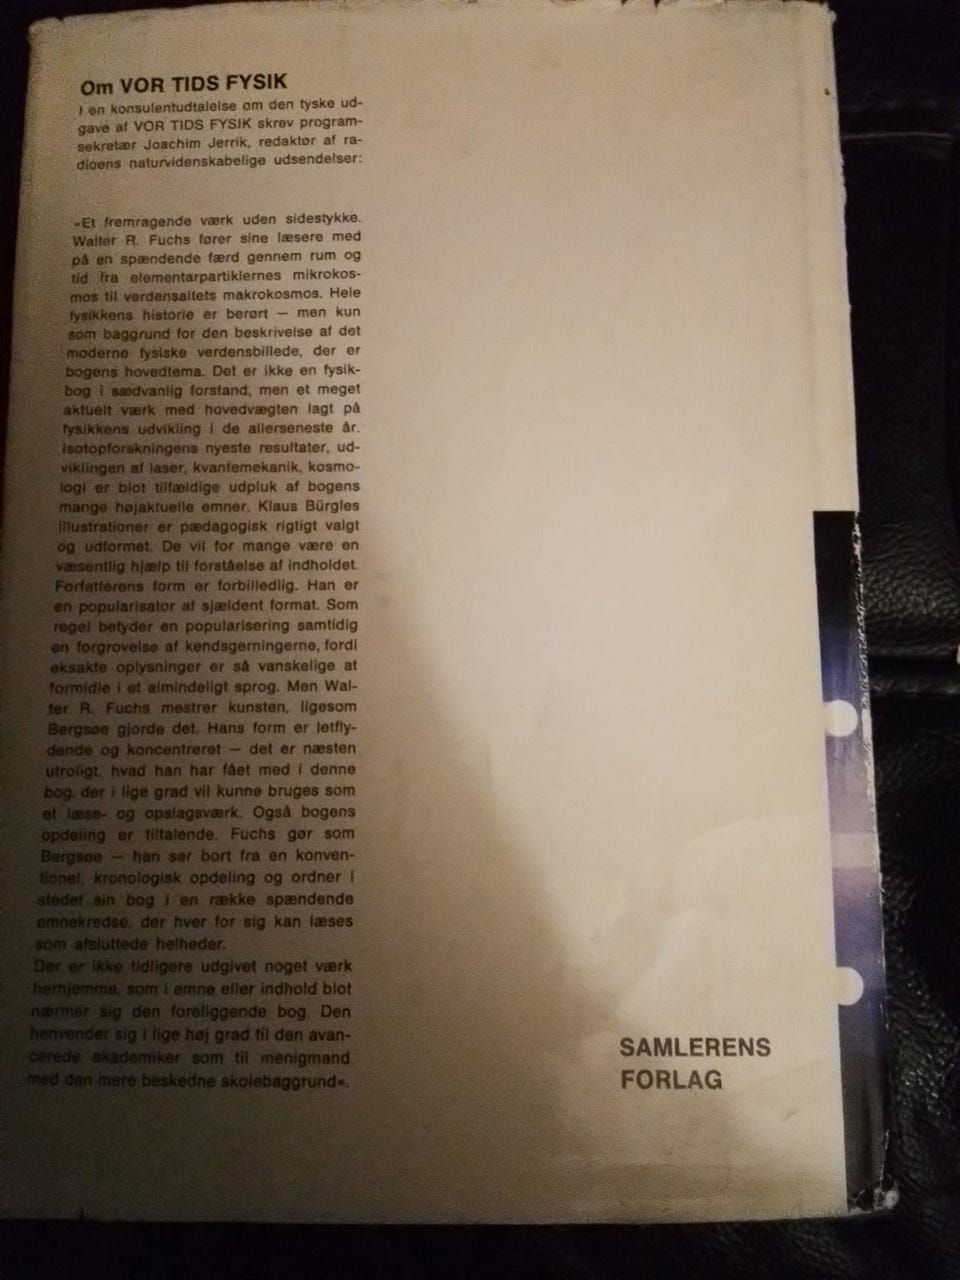 Om VOR TIDS FYSIK
I en konsulentudtalelse om den tyske ud-
gave af VOR TIDS FYSIK skrev program-
sekretær Joachim Jerrik, redaktør af ra-
dioens naturvidenskabelige udsendelser:
»Et fremragende værk uden sidestykke.
Walter R. Fuchs fører sine læsere med
på en spændende færd gennem rum og
tid fra elementarpartiklernes mikrokos-
mos til verdensaltets makrokosmos. Hele
fysikkens historie er berørt — men kun
som baggrund for den beskrivelse af det
moderne fysiske verdensbillede, der er
bogens hovedtema. Det er ikke en fysik-
bog i sædvanlig forstand, men et meget
aktuelt værk med hovedvægten lagt på
fysikkens udvikling i de allerseneste år.
Isotopforskningens nyeste resultater, ud-
viklingen af laser, kvantemekanik, kosmo-
logi er blot tilfældige udpluk af bogens
mange højaktuelle emner. Klaus Bürgles
illustrationer er pædagogisk rigtigt valgt
og udformet. De vil for mange være en
væsentlig hjælp til forståelse af indholdet.
Forfatterens form er forbilledlig. Han er
en popularisator af sjældent format. Som
regel betyder en popularisering samtidig
en forgrovelse af kendsgerningerne, fordi
eksakte oplysninger er så vanskelige at
formidle i et almindeligt sprog. Men Wal-
ter R. Fuchs mestrer kunsten, ligesom
Bergsøe gjorde det. Hans form er letfly-
dende og koncentreret — det er næsten
utroligt, hvad han har fået med i denne
bog, der i lige grad vil kunne bruges som
et læse- og opslagsværk. Også bogens
opdeling er tiltalende. Fuchs gør som
Bergsøe — han ser bort fra en konven-
tionel, kronologisk opdeling og ordner i
stedet sin bog i en række spændende
emnekredse, der hver for sig kan læses
som afsluttede helheder.
Der er ikke tidligere udgivet noget værk
herhjemme, som i emne eller indhold blot
nærmer sig den foreliggende bog. Den
henvender sig i lige høj grad til den avan-
cerede akademiker som til menigmand
med den mere beskedne skolebaggrund«.
SAMLERENS
FORLAG